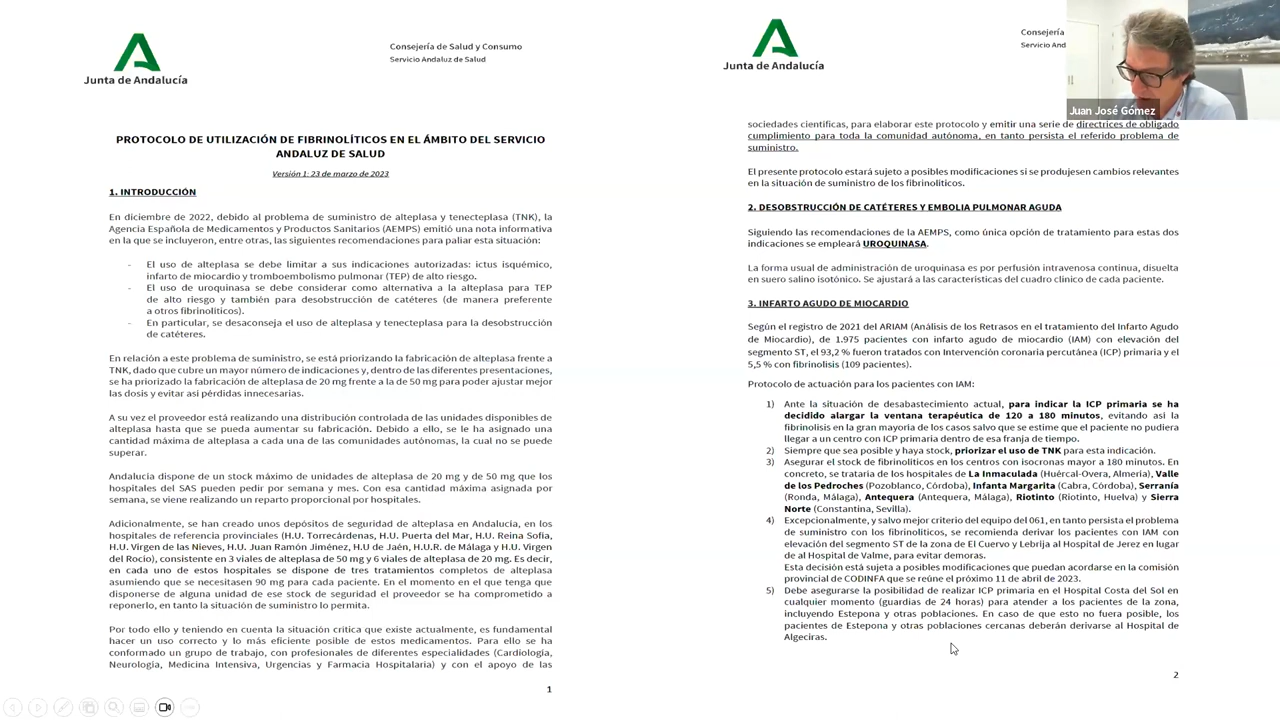 Junta de Andalucía
Consejería de Salud y Consumo
Servicio Andaluz de Salud
PROTOCOLO DE UTILIZACIÓN DE FIBRINOLÍTICOS EN EL ÁMBITO DEL SERVICIO
ANDALUZ DE SALUD
Versión 1: 23 de marzo de 2023
1. INTRODUCCIÓN
En diciembre de 2022, debido al problema de suministro de alteplasa y tenecteplasa (TNK), la
Agencia Española de Medicamentos y Productos Sanitarios (AEMPS) emitió una nota informativa
en la que se incluyeron, entre otras, las siguientes recomendaciones para paliar esta situación:
- El uso de alteplasa se debe limitar a sus indicaciones autorizadas: ictus isquémico,
infarto de miocardio y tromboembolismo pulmonar (TEP) de alto riesgo.
- El uso de uroquinasa se debe considerar como alternativa a la alteplasa para TEP
de alto riesgo y también para desobstrucción de catéteres (de manera preferente
a otros fibrinolíticos).
- En particular, se desaconseja el uso de alteplasa y tenecteplasa para la desobstrucción
de catéteres.
En relación a este problema de suministro, se está priorizando la fabricación de alteplasa frente a
TNK, dado que cubre un mayor número de indicaciones y, dentro de las diferentes presentaciones,
se ha priorizado la fabricación de alteplasa de 20 mg frente a la de 50 mg para poder ajustar mejor
las dosis y evitar asi pérdidas innecesarias.
A su vez el proveedor está realizando una distribución controlada de las unidades disponibles de
alteplasa hasta que se pueda aumentar su fabricación. Debido a ello, se le ha asignado una
cantidad máxima de alteplasa a cada una de las comunidades autónomas, la cual no se puede
superar.
Andalucía dispone de un stock máximo de unidades de alteplasa de 20 mg y de 50 mg que los
hospitales del SAS pueden pedir por semana y mes. Con esa cantidad máxima asignada por
semana, se viene realizando un reparto proporcional por hospitales.
Adicionalmente, se han creado unos depósitos de seguridad de alteplasa en Andalucía, en los
hospitales de referencia provinciales (H.U. Torrecárdenas, H.U. Puerta del Mar, H.U. Reina Sofia,
H.U. Virgen de las Nieves, H.U. Juan Ramón Jiménez, H.U de Jaén, H.U.R. de Málaga y H.U. Virgen
del Rocio), consistente en 3 viales de alteplasa de 50 mg y 6 viales de alteplasa de 20 mg. Es decir,
en cada uno de estos hospitales se dispone de tres tratamientos completos de alteplasa
asumiendo que se necesitasen 90 mg para cada paciente. En el momento en el que tenga que
disponerse de alguna unidad de ese stock de seguridad el proveedor se ha comprometido a
reponerlo, en tanto la situación de suministro lo permita.
Por todo ello y teniendo en cuenta la situación crítica que existe actualmente, es fundamental
hacer un uso correcto y lo más eficiente posible de estos medicamentos. Para ello se ha
conformado un grupo de trabajo, con profesionales de diferentes especialidades (Cardiología,
Neurología, Medicina Intensiva, Urgencias y Farmacia Hospitalaria) y con el apoyo de las
1
Junta de Andalucía
Consejería
Servicio And
Juan José Gómez
sociedades cientificas, para elaborar este protocolo y emitir una serie de directrices de obligado
cumplimiento para toda la comunidad autónoma, en tanto persista el referido problema de
suministro.
El presente protocolo estará sujeto a posibles modificaciones si se produjesen cambios relevantes
en la situación de suministro de los fibrinoliticos.
2. DESOBSTRUCCIÓN DE CATÉTERES Y EMBOLIA PULMONAR AGUDA
Siguiendo las recomendaciones de la AEMPS, como única opción de tratamiento para estas dos
indicaciones se empleará UROQUINASA.
La forma usual de administración de uroquinasa es por perfusión intravenosa continua, disuelta
en suero salino isotónico. Se ajustará a las características del cuadro clinico de cada paciente.
3. INFARTO AGUDO DE MIOCARDIO
Según el registro de 2021 del ARIAM (Análisis de los Retrasos en el tratamiento del Infarto Agudo
de Miocardio), de 1.975 pacientes con infarto agudo de miocardio (IAM) con elevación del
segmento ST, el 93,2 % fueron tratados con Intervención coronaria percutánea (ICP) primaria y el
5,5 % con fibrinolisis (109 pacientes).
Protocolo de actuación para los pacientes con IAM:
1) Ante la situación de desabastecimiento actual, para indicar la ICP primaria se ha
decidido alargar la ventana terapéutica de 120 a 180 minutos, evitando asi la
fibrinolisis en la gran mayoria de los casos salvo que se estime que el paciente no pudiera
llegar a un centro con ICP primaria dentro de esa franja de tiempo.
2) Siempre que sea posible y haya stock, priorizar el uso de TNK para esta indicación.
3) Asegurar el stock de fibrinoliticos en los centros con isocronas mayor a 180 minutos. En
concreto, se trataria de los hospitales de La Inmaculada (Huércal-Overa, Almería), Valle
de los Pedroches (Pozoblanco, Córdoba), Infanta Margarita (Cabra, Córdoba), Serranía
(Ronda, Málaga), Antequera (Antequera, Málaga), Riotinto (Riotinto, Huelva) y Sierra
Norte (Constantina, Sevilla).
4) Excepcionalmente, y salvo mejor criterio del equipo del 061, en tanto persista el problema
de suministro con los fibrinolíticos, se recomienda derivar los pacientes con IAM con
elevación del segmento ST de la zona de El Cuervo y Lebrija al Hospital de Jerez en lugar
de al Hospital de Valme, para evitar demoras.
Esta decisión está sujeta a posibles modificaciones que puedan acordarse en la comisión
provincial de CODINFA que se reúne el próximo 11 de abril de 2023.
5) Debe asegurarse la posibilidad de realizar ICP primaria en el Hospital Costa del Sol en
cualquier momento (guardias de 24 horas) para atender a los pacientes de la zona,
incluyendo Estepona y otras poblaciones. En caso de que esto no fuera posible, los
pacientes de Estepona y otras poblaciones cercanas deberán derivarse al Hospital de
Algeciras.
2